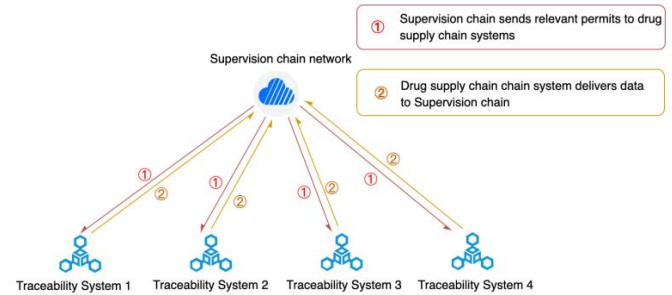 ① Supervision chain sends relevant permits to drug
supply chain systems
Supervision chain network
② Drug supply chain chain system delivers data
to Supervision chain
① ② ① ② ① ② ① ②
Traceability System 1 Traceability System 2 Traceability System 3 Traceability System 4